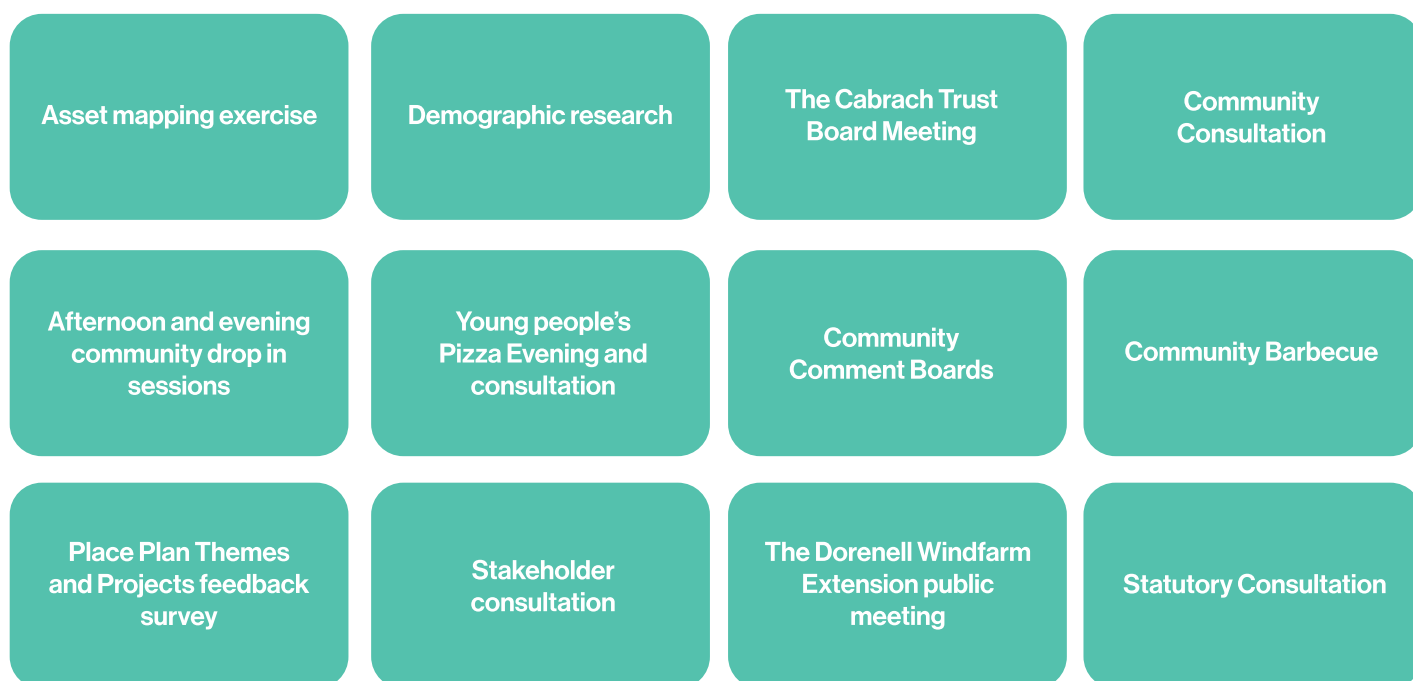 Asset mapping exercise
Demographic research
The Cabrach Trust
Board Meeting
Community
Consultation
Afternoon and evening
community drop in
sessions
Young people’s
Pizza Evening and
consultation
Community
Comment Boards
Community Barbecue
Place Plan Themes
and Projects feedback
survey
Stakeholder
consultation
The Dorenell Windfarm
Extension public
meeting
Statutory Consultation